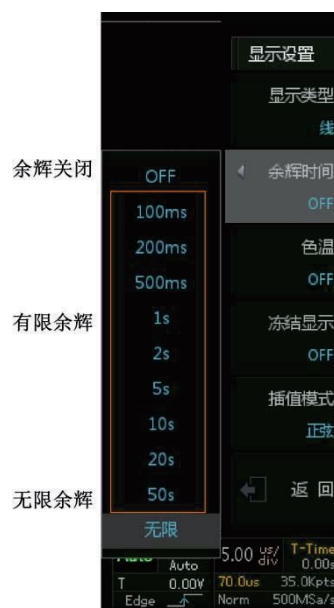 显示设置
显示类型
线
余辉关闭
OFF
余辉时间
OFF
100ms
200ms
色温
OFF
500ms
有限余辉
1s
冻结显示
OFF
2s
5s
插值模式
正弦
10s
20s
返 回
无限余辉
50s
无限
Auto
5.00 us/div
T-Time
0.00s
T 0.00V
70.0us
35.0Kpts
Edge
Norm
500MSa/s